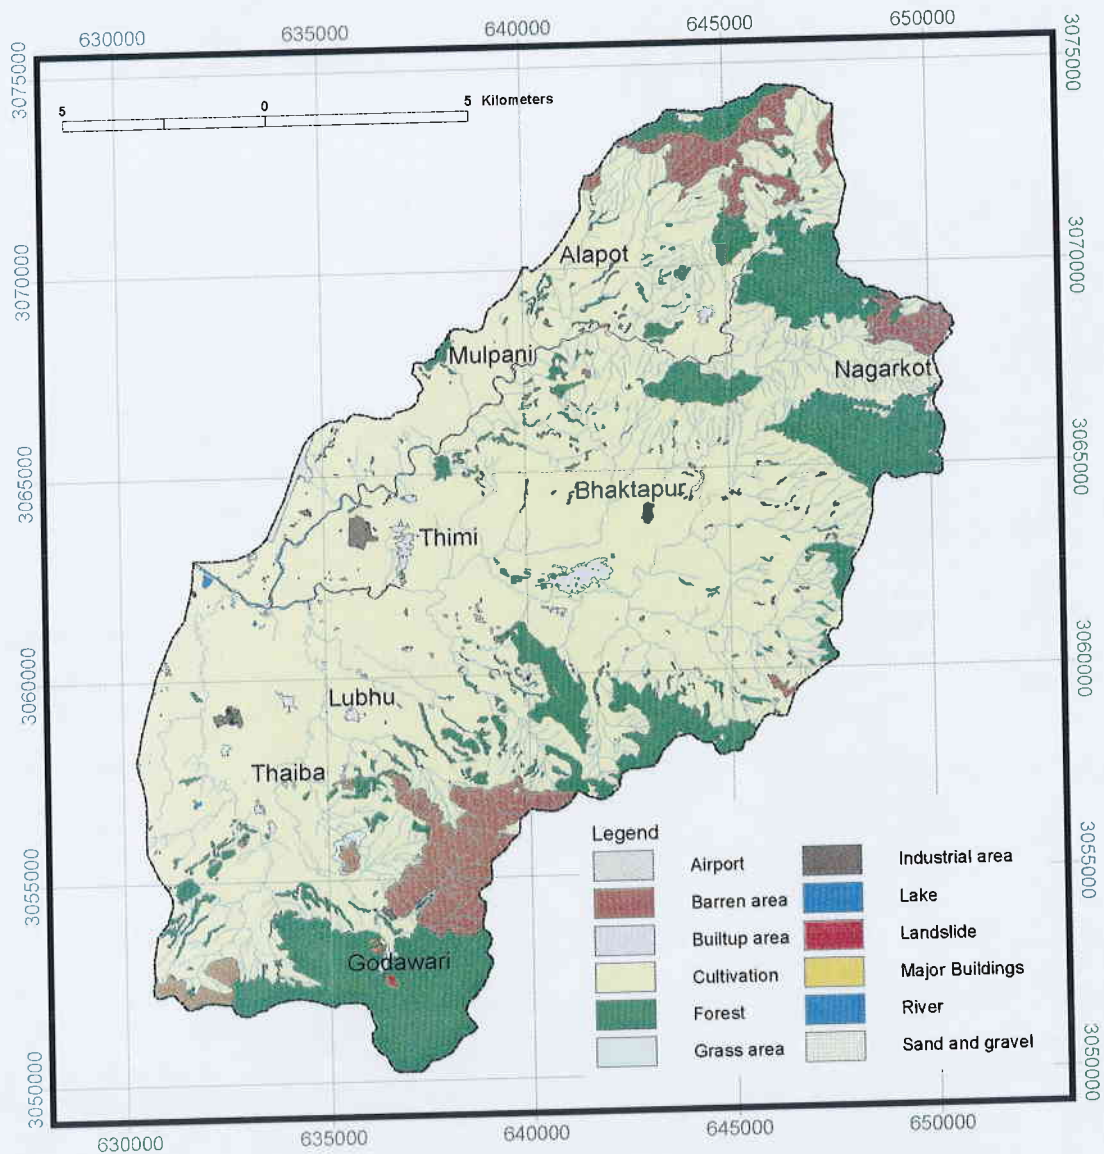 630000
635000
640000
645000
650000
3075000
3075000
5
0
5 Kilometers
Alapot
3070000
3070000
Mulpani
Nagarkot
3065000
3065000
Bhaktapur
Thimi
3060000
3060000
Lubhu
Thaiba
Legend
Airport
Barren area
Builtup area
Cultivation
Forest
Grass area
Industrial area
Lake
Landslide
Major Buildings
River
Sand and gravel
3055000
3055000
Godawari
3050000
3050000
630000
635000
640000
645000
650000